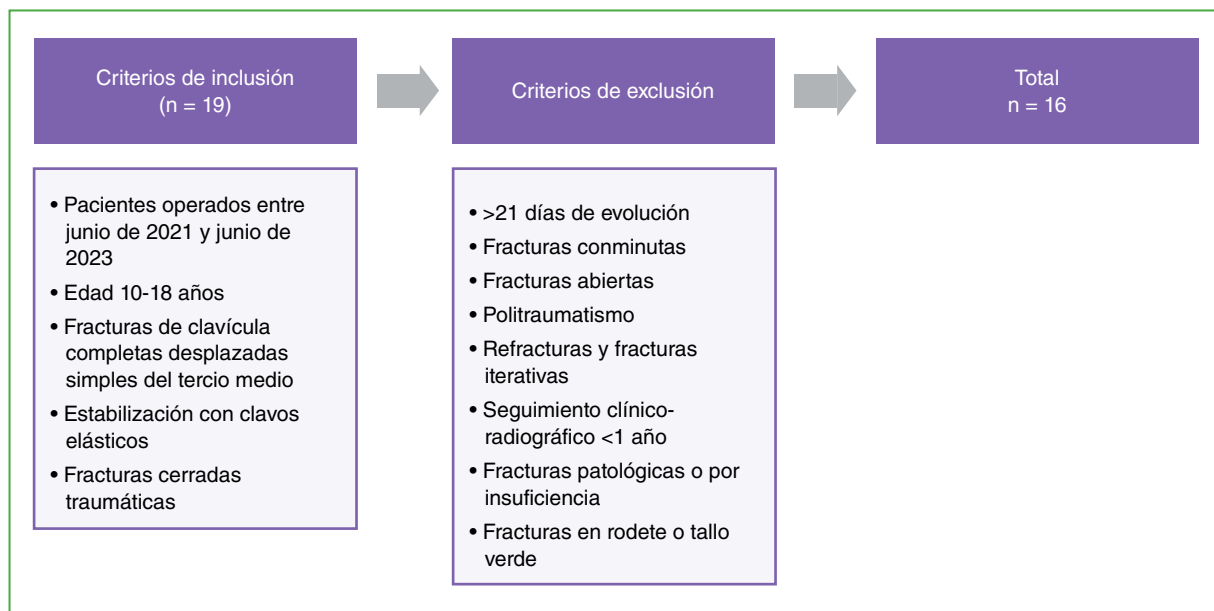 Criterios de inclusión
(n = 19)
• Pacientes operados entre
junio de 2021 y junio de
2023
• Edad 10-18 años
• Fracturas de clavícula
completas desplazadas
simples del tercio medio
• Estabilización con clavos
elásticos
• Fracturas cerradas
traumáticas
Criterios de exclusión
• >21 días de evolución
• Fracturas conminutas
• Fracturas abiertas
• Politraumatismo
• Refracturas y fracturas
iterativas
• Seguimiento clínico-
radiográfico <1 año
• Fracturas patológicas o por
insuficiencia
• Fracturas en rodete o tallo
verde
Total
n = 16